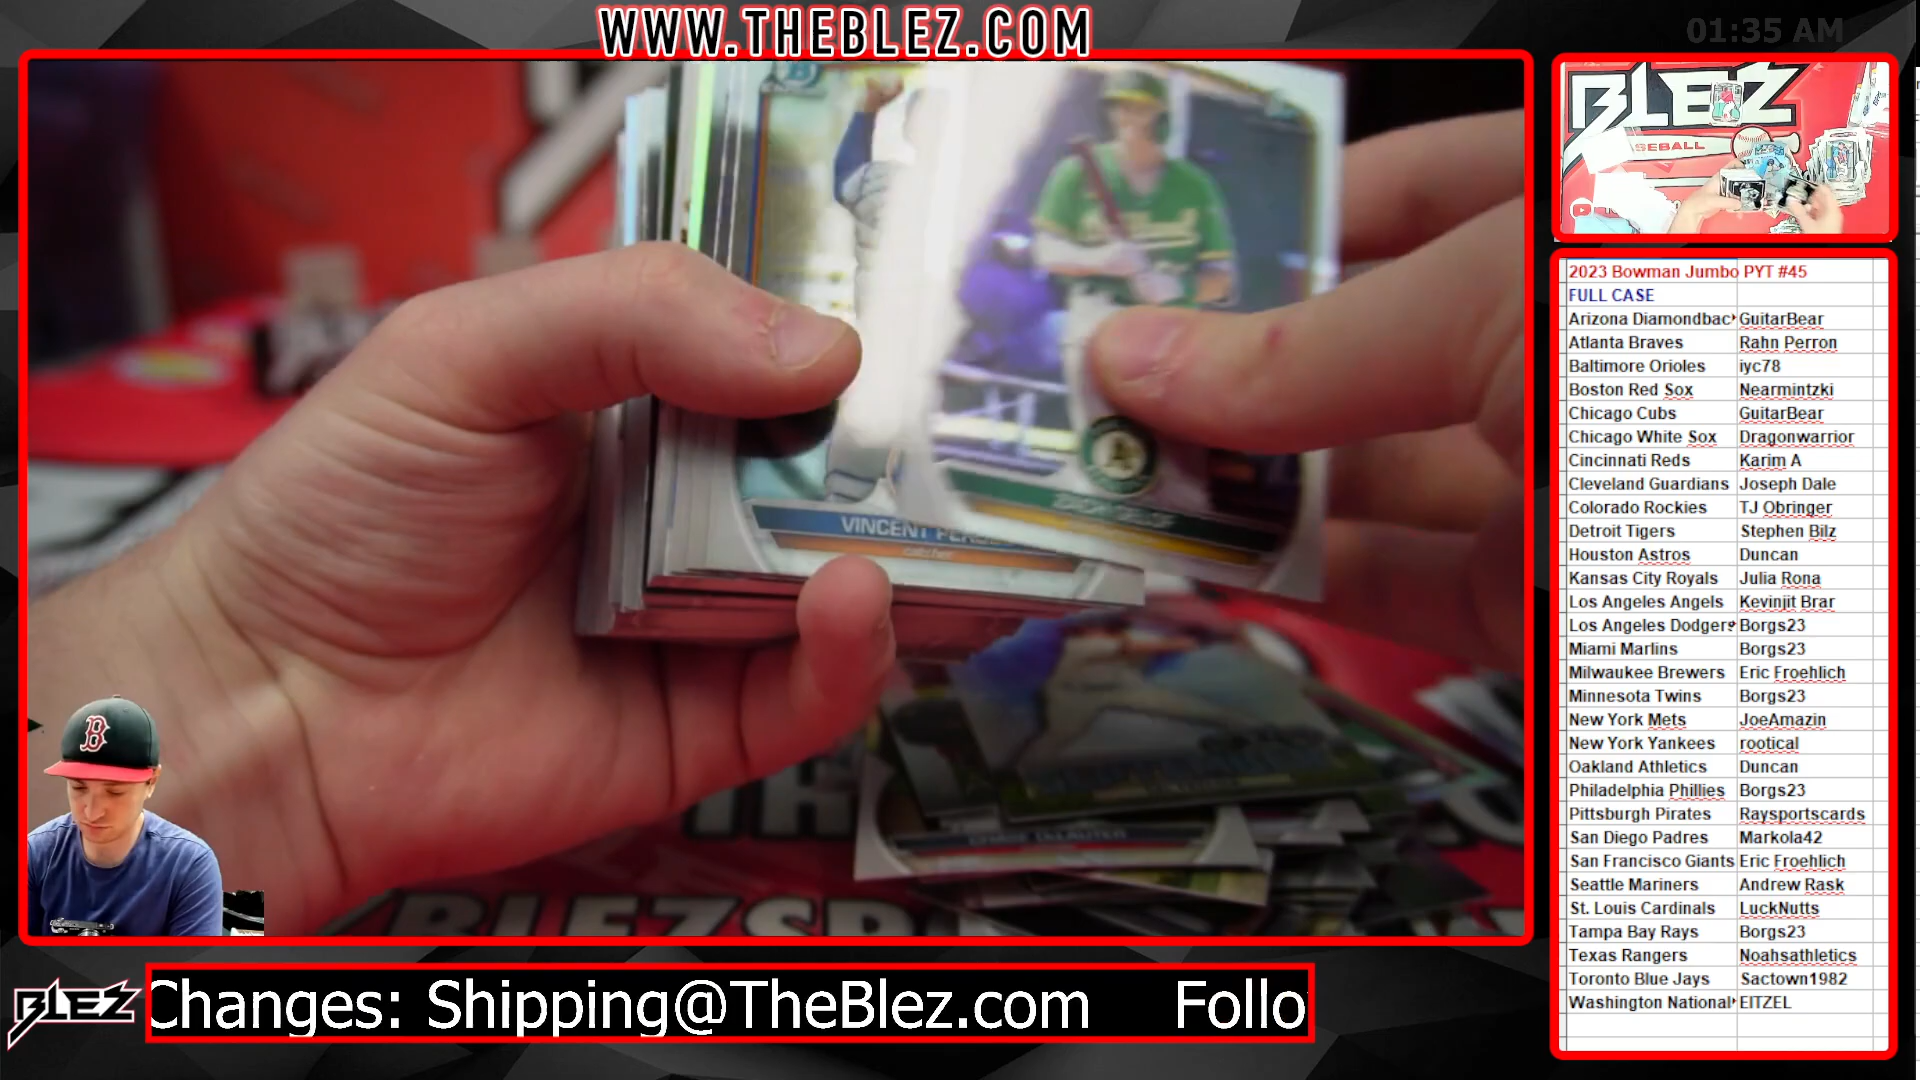 WWW.THEBLEZ.COM
01:35 AM
BLEZ
SEBALL
VINCENT
catcher
B
2023 Bowman Jumbo PYT #45
FULL CASE
Arizona Diamondbac GuitarBear
Atlanta Braves Rahn Perron
Baltimore Orioles iyc78
Boston Red Sox Nearmintzki
Chicago Cubs GuitarBear
Chicago White Sox Dragonwarrior
Cincinnati Reds Karim A
Cleveland Guardians Joseph Dale
Colorado Rockies TJ Obringer
Detroit Tigers Stephen Bilz
Houston Astros Duncan
Kansas City Royals Julia Rona
Los Angeles Angels Kevinjit Brar
Los Angeles Dodgers Borgs23
Miami Marlins Borgs23
Milwaukee Brewers Eric Froehlich
Minnesota Twins Borgs23
New York Mets JoeAmazin
New York Yankees rootical
Oakland Athletics Duncan
Philadelphia Phillies Borgs23
Pittsburgh Pirates Raysportscards
San Diego Padres Markola42
San Francisco Giants Eric Froehlich
Seattle Mariners Andrew Rask
St. Louis Cardinals LuckNutts
Tampa Bay Rays Borgs23
Texas Rangers Noahsathletics
Toronto Blue Jays Sactown1982
Washington National EITZEL
BLEZ
Changes: Shipping@TheBlez.com Follo